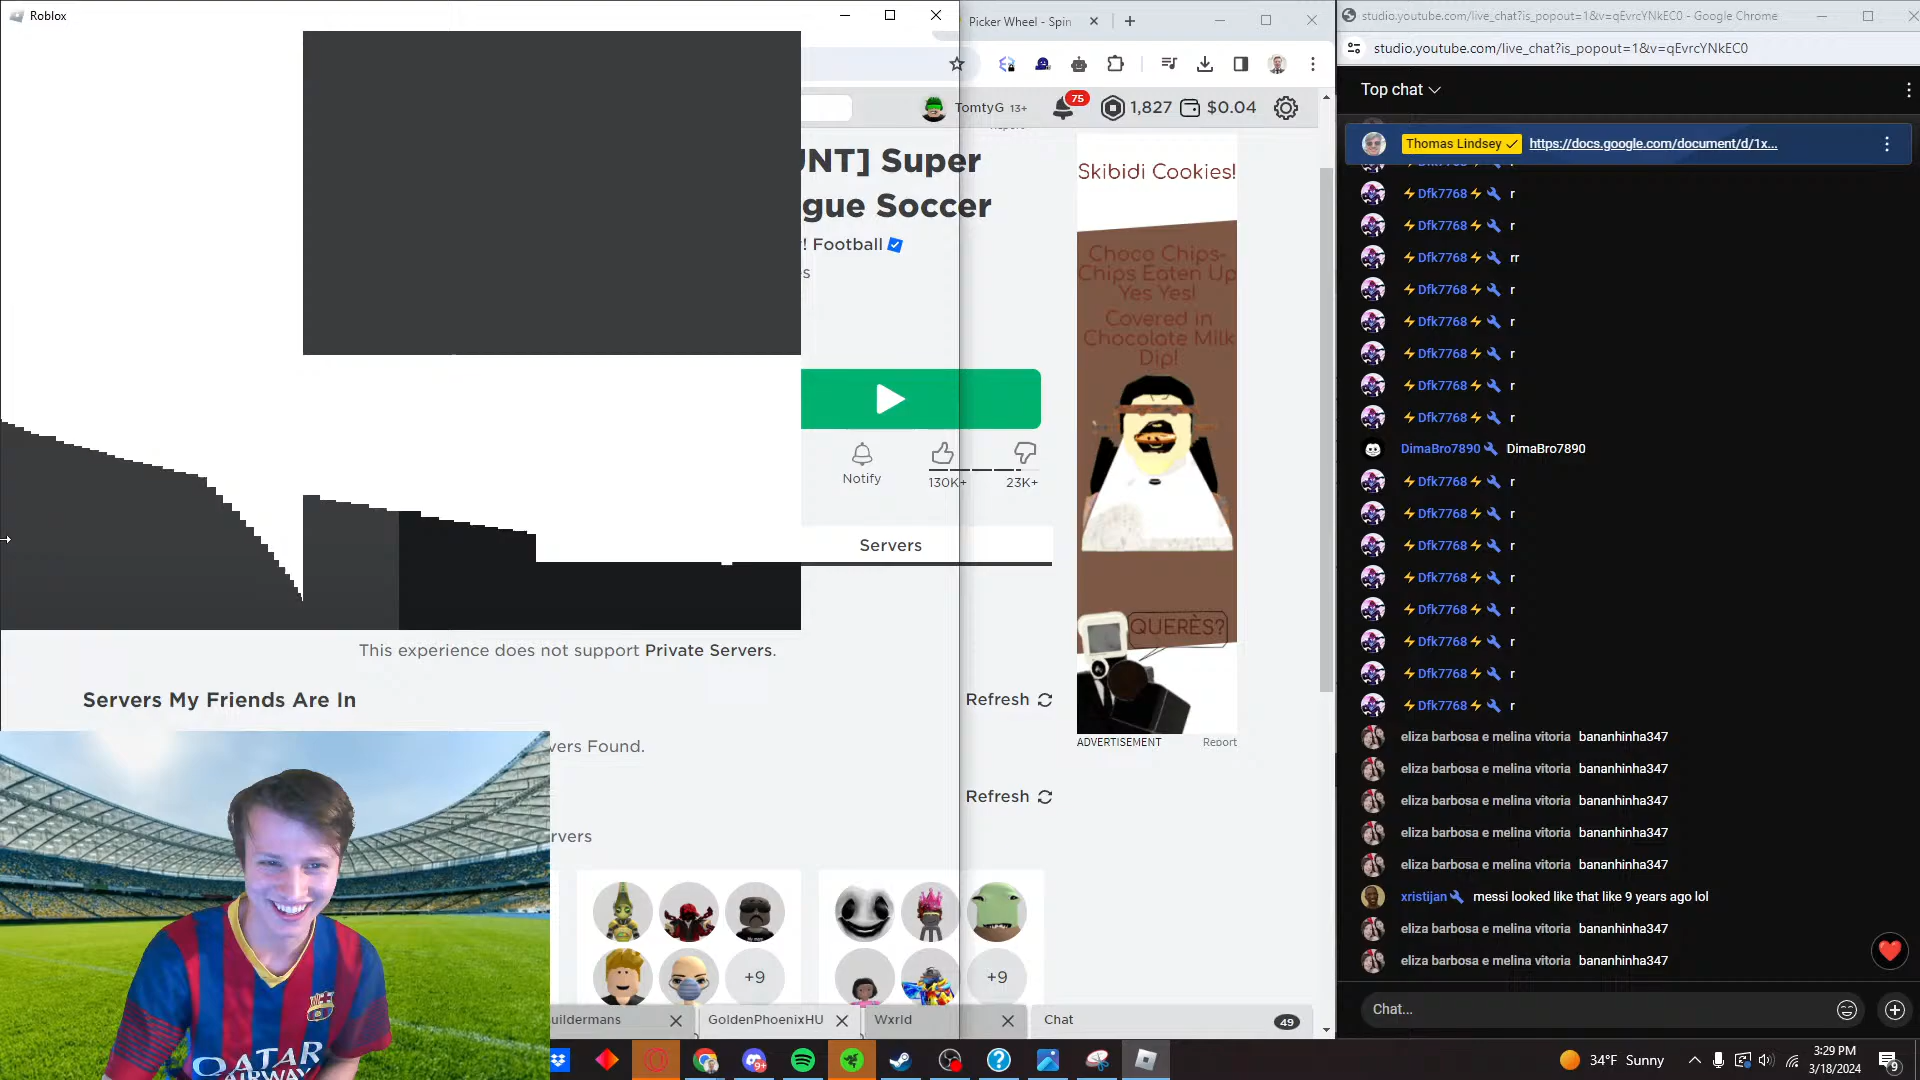 Roblox
Picker Wheel - Spin
TomtyG 13+
75
1,827
$0.04
UNT] Super
gue Soccer
! Football
Notify
130K+
23K+
Servers
This experience does not support Private Servers.
Servers My Friends Are In
Refresh
vers Found.
Refresh
rvers
+9
+9
QATAR
AIRWAY
Skibidi Cookies!
Choco Chips-
Chips Eaten Up
Yes Yes!
Covered in
Chocolate Milk
Dip!
QUERÈS?
ADVERTISEMENT
Report
uildermans
GoldenPhoenixHU
Wxrld
Chat
49
studio.youtube.com/live_chat?is_popout=1&v=qEvrcYNkEC0 - Google Chrome
studio.youtube.com/live_chat?is_popout=1&v=qEvrcYNkEC0
Top chat
Thomas Lindsey https://docs.google.com/document/d/1x...
⚡Dfk7768⚡ r
⚡Dfk7768⚡ r
⚡Dfk7768⚡ rr
⚡Dfk7768⚡ r
⚡Dfk7768⚡ r
⚡Dfk7768⚡ r
⚡Dfk7768⚡ r
⚡Dfk7768⚡ r
DimaBro7890 DimaBro7890
⚡Dfk7768⚡ r
⚡Dfk7768⚡ r
⚡Dfk7768⚡ r
⚡Dfk7768⚡ r
⚡Dfk7768⚡ r
⚡Dfk7768⚡ r
⚡Dfk7768⚡ r
⚡Dfk7768⚡ r
eliza barbosa e melina vitoria bananhinha347
eliza barbosa e melina vitoria bananhinha347
eliza barbosa e melina vitoria bananhinha347
eliza barbosa e melina vitoria bananhinha347
eliza barbosa e melina vitoria bananhinha347
xristijan messi looked like that like 9 years ago lol
eliza barbosa e melina vitoria bananhinha347
eliza barbosa e melina vitoria bananhinha347
Chat...
34°F Sunny
3:29 PM
3/18/2024
9